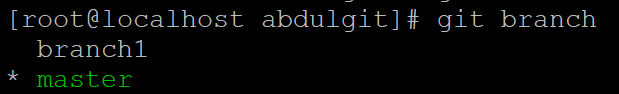 [root@localhost abdulgit]# git branch
  branch1
* master